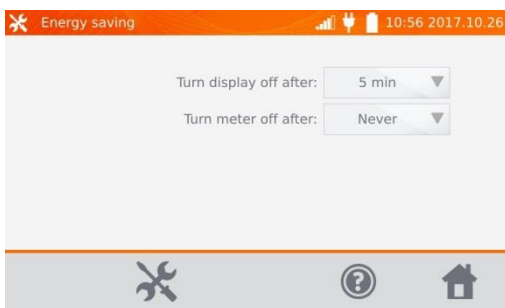 Energy saving 10:56 2017.10.26
Turn display off after: 5 min
Turn meter off after: Never
?